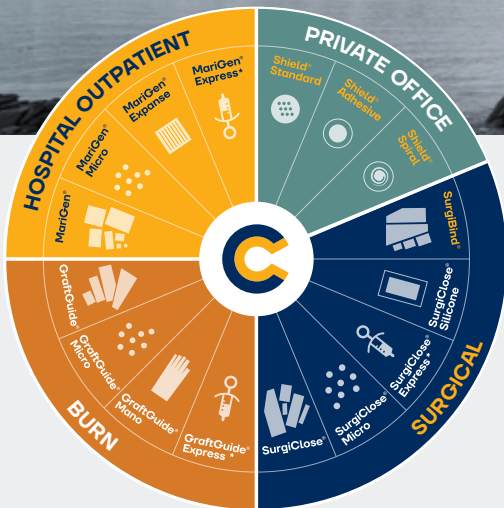 HOSPITAL OUTPATIENT
MariGen®
MariGen®
Micro
MariGen®
Expanse
MariGen®
Express*
PRIVATE OFFICE
Shield®
Standard
Shield®
Adhesive
Shield®
Spiral
SURGICAL
SurgiBind®
SurgiClose®
Silicone
SurgiClose®
Express*
SurgiClose®
Micro
SurgiClose®
BURN
GraftGuide®
Express*
GraftGuide®
Mano
GraftGuide®
Micro
GraftGuide®